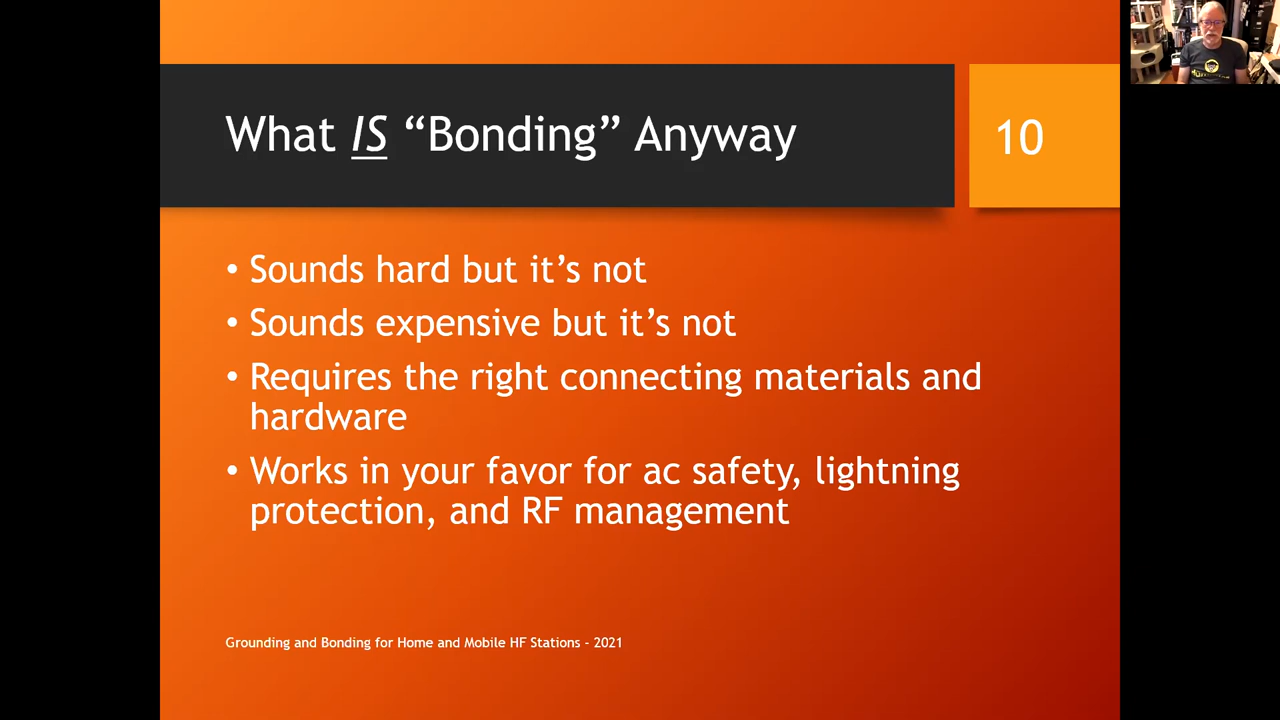 What IS “Bonding” Anyway
10
• Sounds hard but it’s not
• Sounds expensive but it’s not
• Requires the right connecting materials and
hardware
• Works in your favor for ac safety, lightning
protection, and RF management
Grounding and Bonding for Home and Mobile HF Stations - 2021